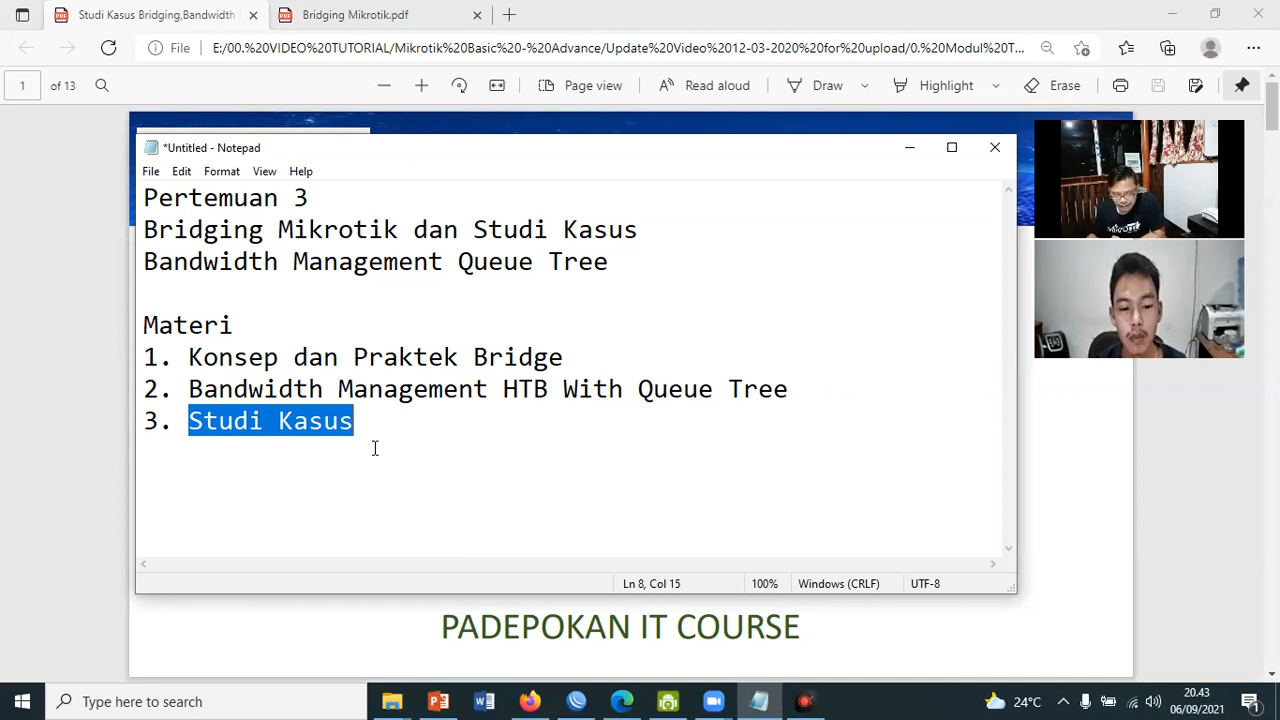 Studi Kasus Bridging,Bandwidth
Bridging Mikrotik.pdf
File
E:/00.%20VIDEO%20TUTORIAL/Mikrotik%20Basic%20-%20Advance/Update%20Video%2012-03-2020%20for%20upload/0.%20Modul%20T...
1 of 13
Page view
Read aloud
Draw
Highlight
Erase
*Untitled - Notepad
File Edit Format View Help
Pertemuan 3
Bridging Mikrotik dan Studi Kasus
Bandwidth Management Queue Tree
Materi
1. Konsep dan Praktek Bridge
2. Bandwidth Management HTB With Queue Tree
3. Studi Kasus
Ln 8, Col 15 100% Windows (CRLF) UTF-8
PADEPOKAN IT COURSE
Type here to search
24°C
20.43
06/09/2021